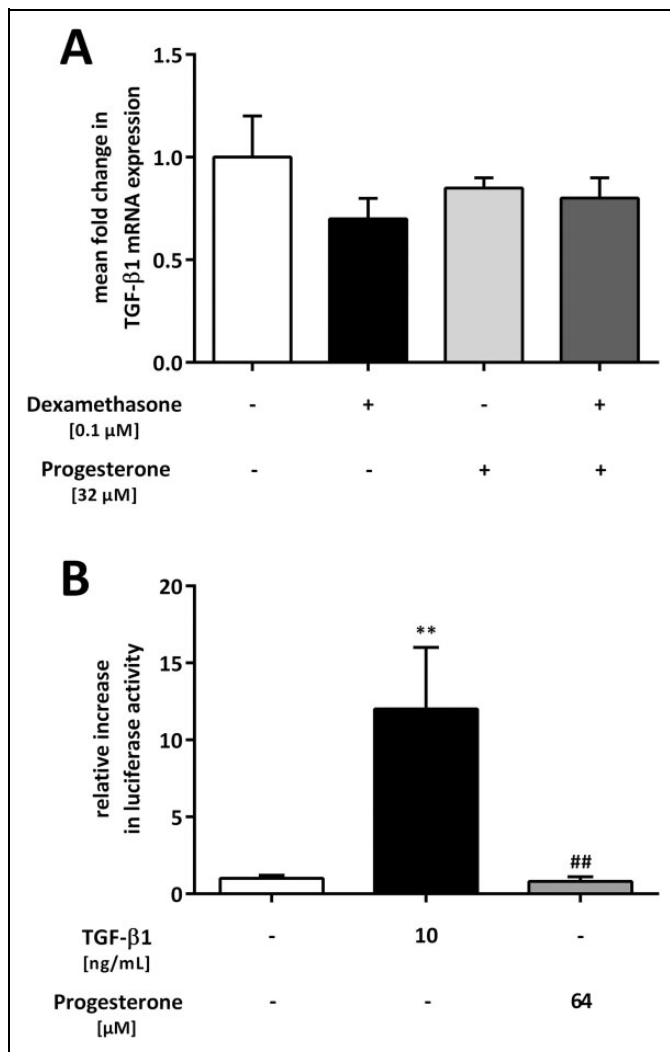 A
mean fold change in
TGF-β1 mRNA expression
1.5
1.0
0.5
0.0
Dexamethasone - + - +
[0.1 µM]
Progesterone - - + +
[32 µM]
B
relative increase
in luciferase activity
20
15
10
5
0
**
##
TGF-β1 - 10 -
[ng/mL]
Progesterone - - 64
[µM]